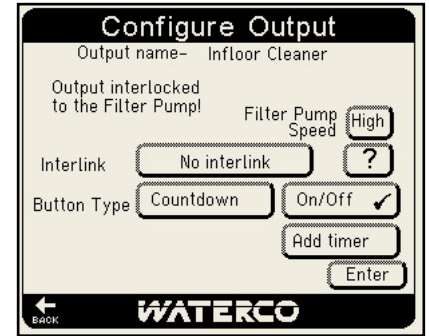 Configure Output
Output name- Infloor Cleaner
Output interlocked
to the Filter Pump!
Filter Pump
Speed
High
Interlink
No interlink
?
Button Type
Countdown
On/Off ✓
Add timer
Enter
BACK
WATERCO